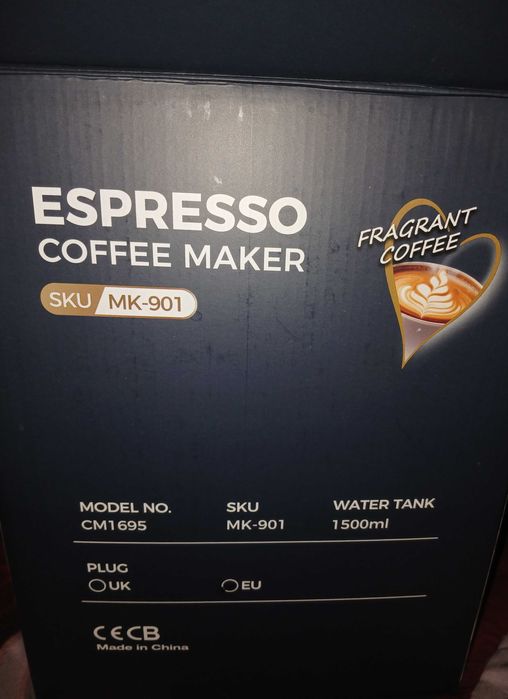 ESPRESSO
COFFEE MAKER
SKU MK-901
FRAGRANT
COFFEE
MODEL NO. SKU WATER TANK
CM1695 MK-901 1500ml
PLUG
UK EU
CE CB
Made in China